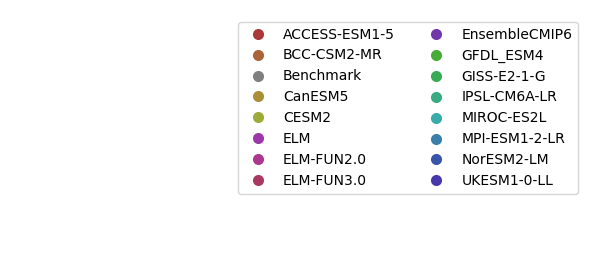 ACCESS-ESM1-5
BCC-CSM2-MR
Benchmark
CanESM5
CESM2
ELM
ELM-FUN2.0
ELM-FUN3.0
EnsembleCMIP6
GFDL_ESM4
GISS-E2-1-G
IPSL-CM6A-LR
MIROC-ES2L
MPI-ESM1-2-LR
NorESM2-LM
UKESM1-0-LL